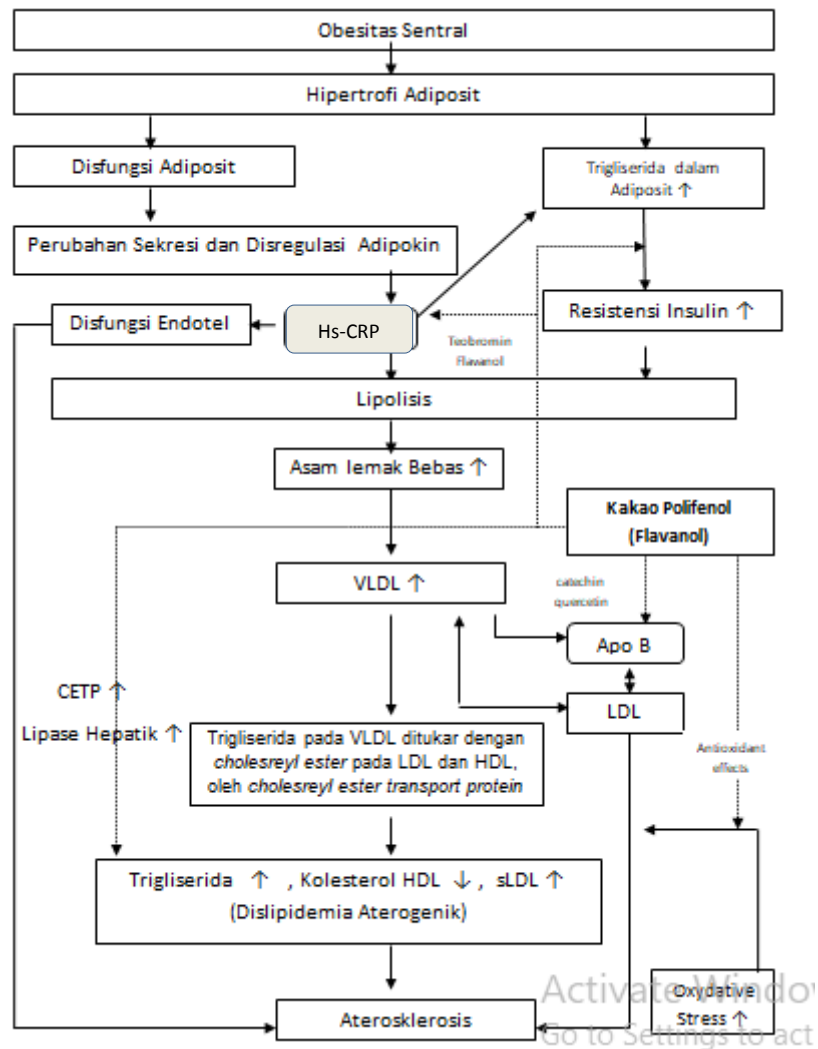 Obesitas Sentral
Hipertrofi Adiposit
Disfungsi Adiposit
Trigliserida dalam
Adiposit ↑
Perubahan Sekresi dan Disregulasi Adipokin
Disfungsi Endotel
Hs-CRP
Teobromin
Flavanol
Resistensi Insulin ↑
Lipolisis
Asam lemak Bebas ↑
Kakao Polifenol
(Flavanol)
VLDL ↑
catechin
quercetin
Apo B
CETP ↑
Lipase Hepatik ↑
LDL
Trigliserida pada VLDL ditukar dengan
cholesreyl ester pada LDL dan HDL,
oleh cholesreyl ester transport protein
Antioxidant
effects
Trigliserida ↑ , Kolesterol HDL ↓, sLDL ↑
(Dislipidemia Aterogenik)
Aterosklerosis
Oxydative
Stress ↑
Activate Window
Go to Settings to act